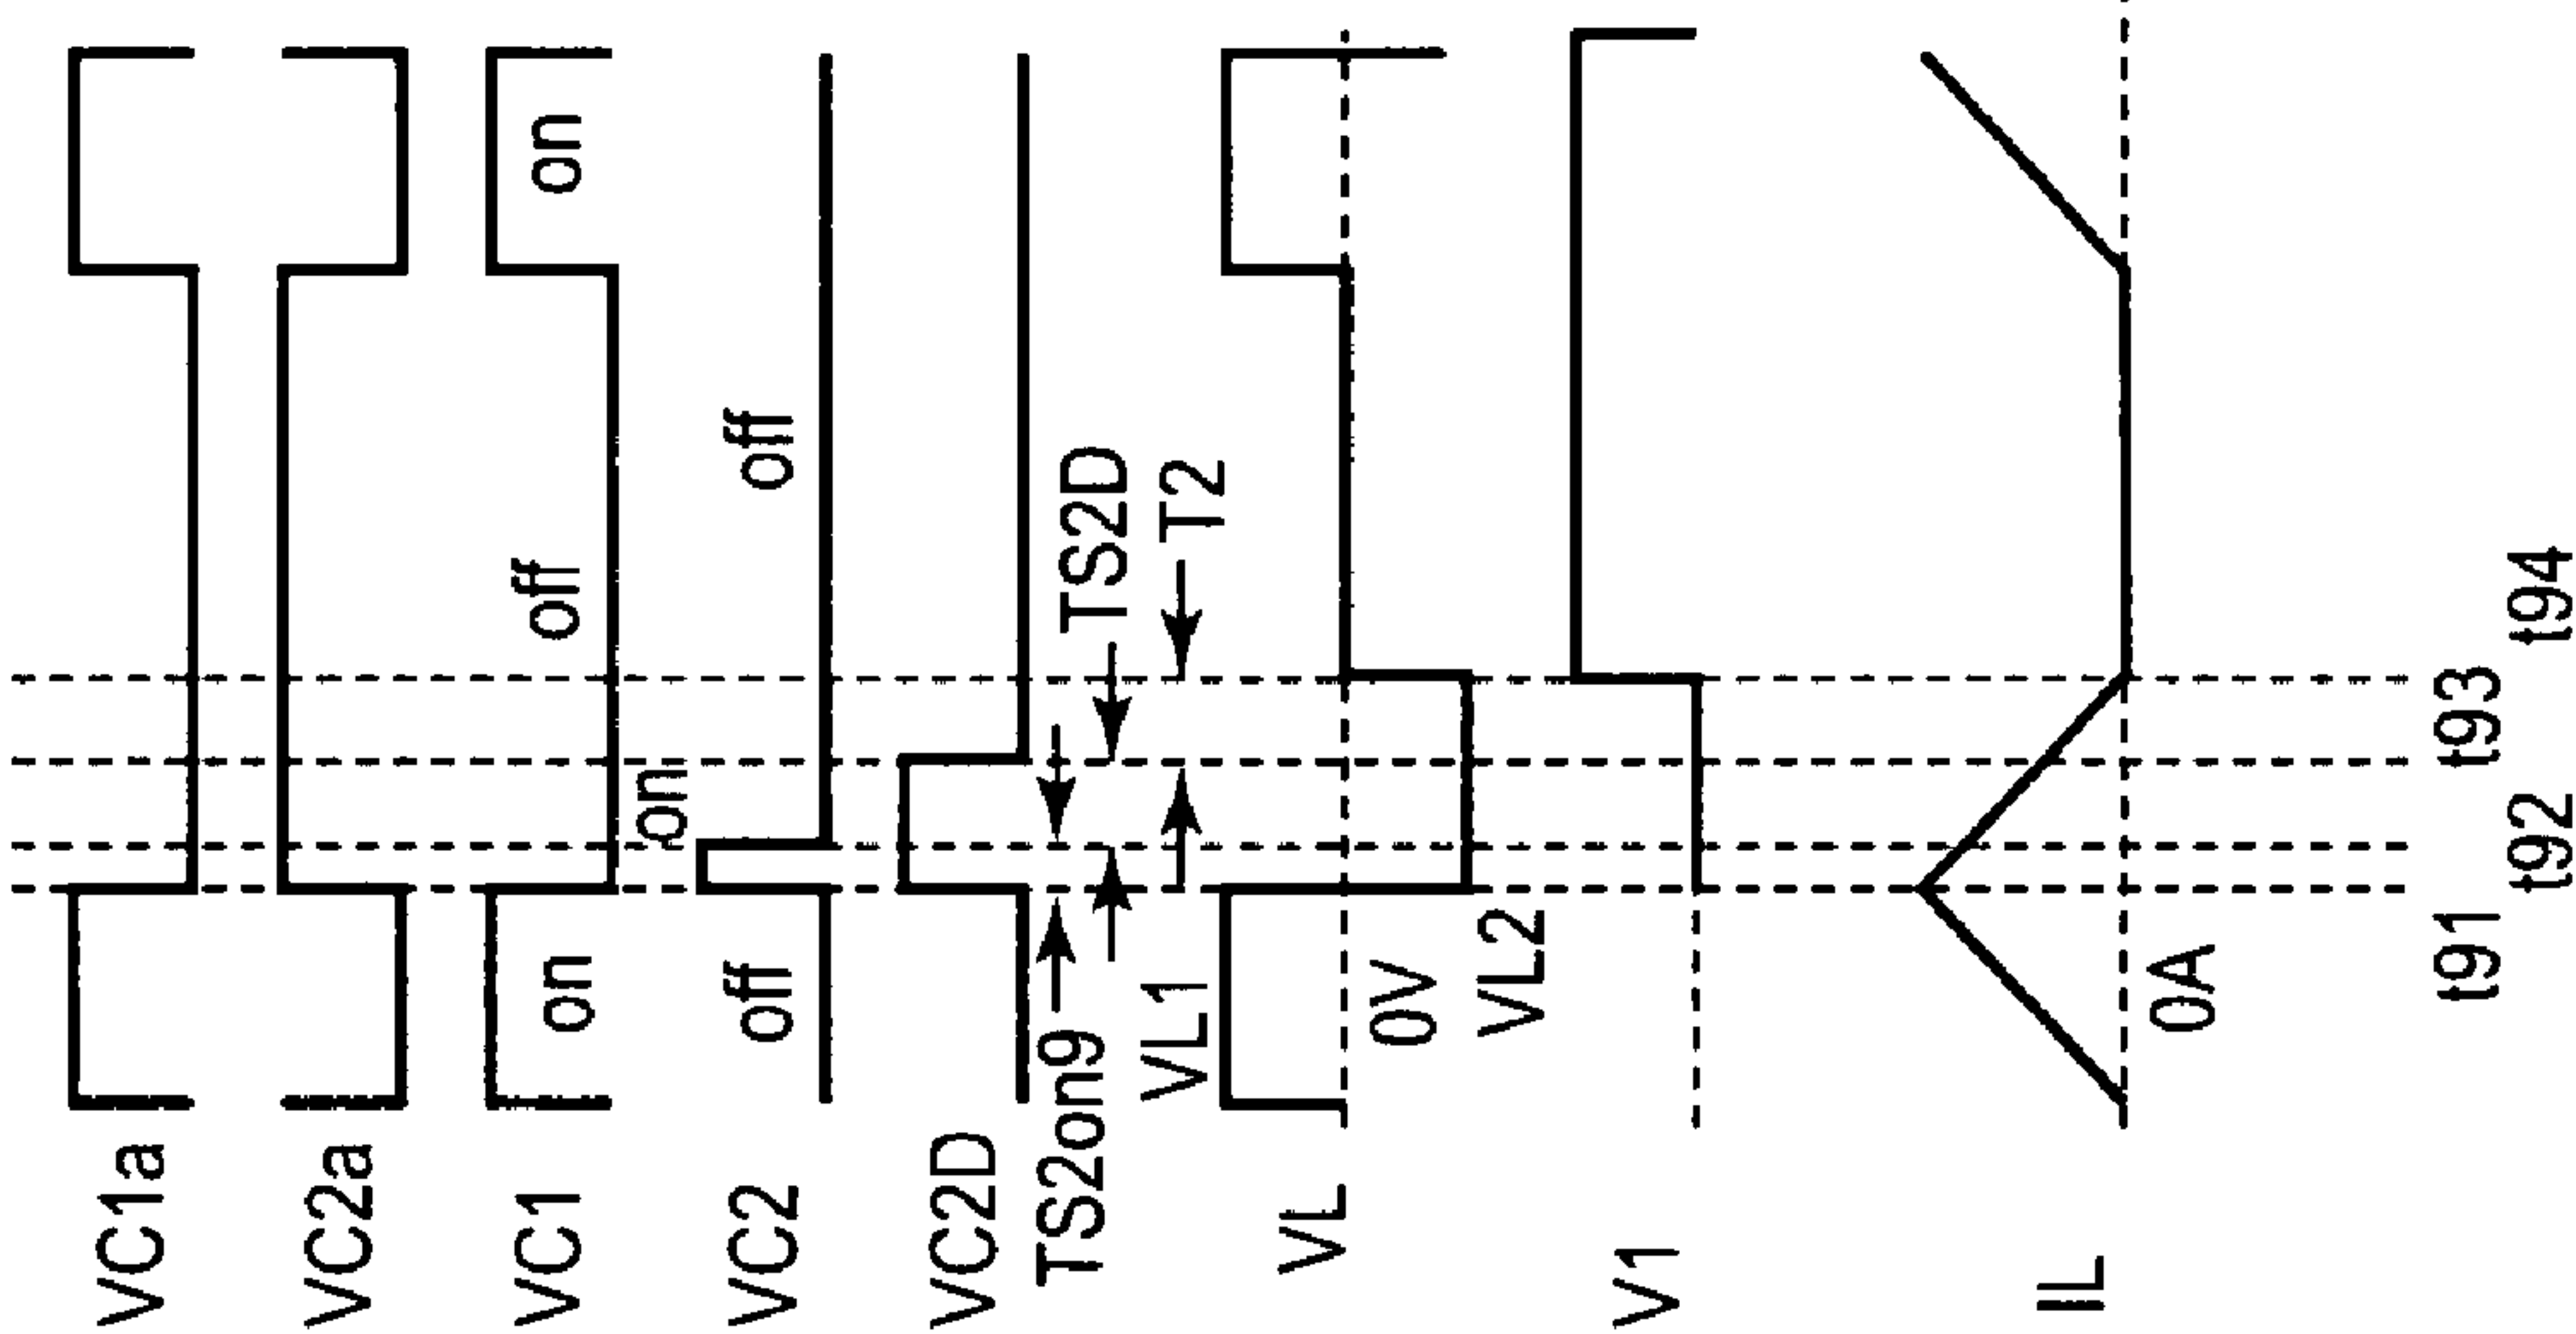 VC1a
VC2a
VC1
on
off
on
VC2
off
on
off
VC2D
TS2on9
TS2D
T2
VL
VL1
0V
VL2
V1
IL
0A
t91
t92
t93
t94